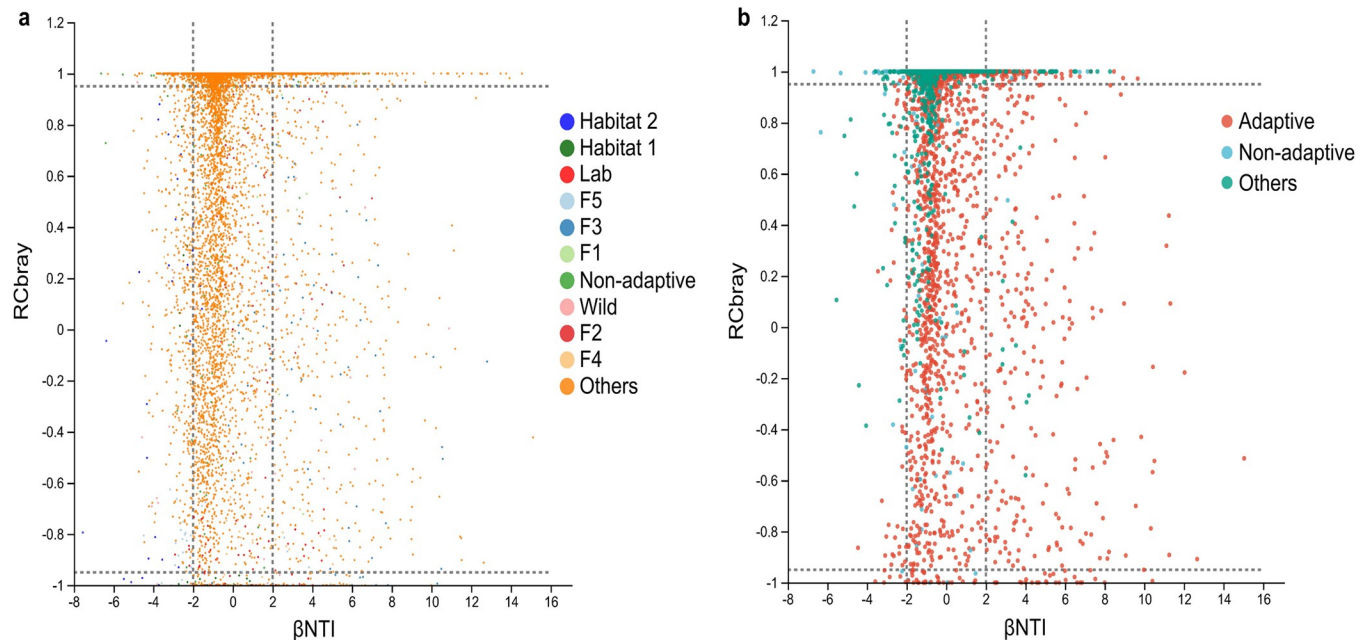 a
1.2
1
0.8
0.6
0.4
0.2
0
-0.2
-0.4
-0.6
-0.8
-1
RCbray
-8 -6 -4 -2 0 2 4 6 8 10 12 14 16
βNTI
Habitat 2
Habitat 1
Lab
F5
F3
F1
Non-adaptive
Wild
F2
F4
Others
b
1.2
1
0.8
0.6
0.4
0.2
0
-0.2
-0.4
-0.6
-0.8
-1
RCbray
-8 -6 -4 -2 0 2 4 6 8 10 12 14 16
βNTI
Adaptive
Non-adaptive
Others